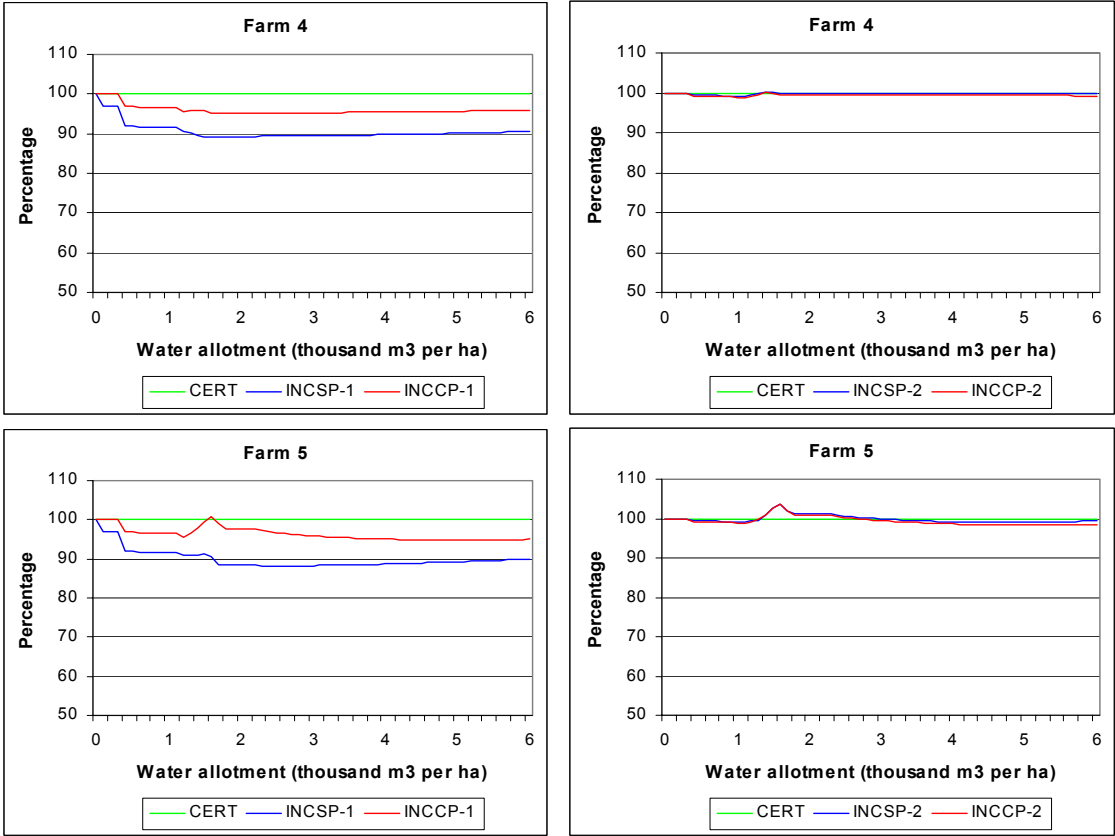 Farm 4
110
100
90
80
70
60
50
Percentage
0 1 2 3 4 5 6
Water allotment (thousand m3 per ha)
CERT INCSP-1 INCCP-1
Farm 4
110
100
90
80
70
60
50
Percentage
0 1 2 3 4 5 6
Water allotment (thousand m3 per ha)
CERT INCSP-2 INCCP-2
Farm 5
110
100
90
80
70
60
50
Percentage
0 1 2 3 4 5 6
Water allotment (thousand m3 per ha)
CERT INCSP-1 INCCP-1
Farm 5
110
100
90
80
70
60
50
Percentage
0 1 2 3 4 5 6
Water allotment (thousand m3 per ha)
CERT INCSP-2 INCCP-2